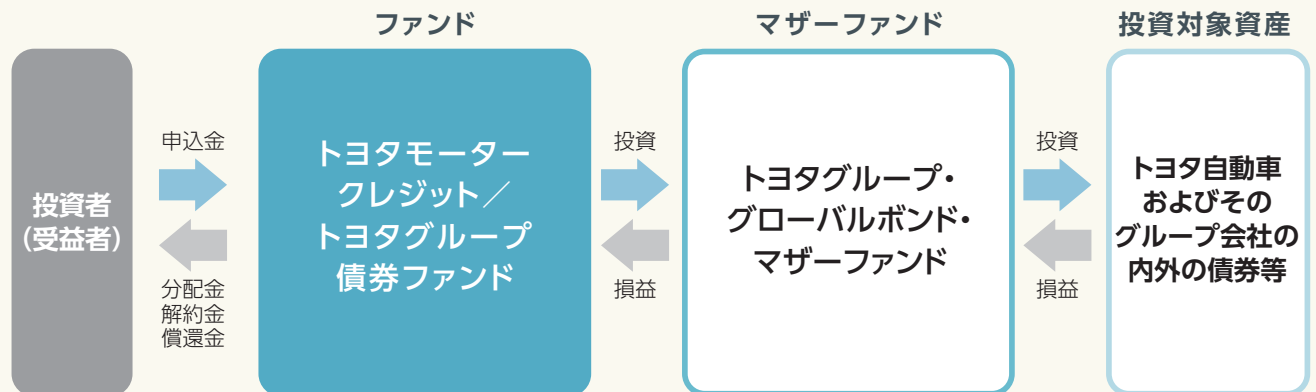 ファンド
マザーファンド
投資対象資産
投資者
(受益者)
申込金
分配金
解約金
償還金
トヨタモーター
クレジット／
トヨタグループ
債券ファンド
投資
損益
トヨタグループ・
グローバルボンド・
マザーファンド
投資
損益
トヨタ自動車
およびその
グループ会社の
内外の債券等